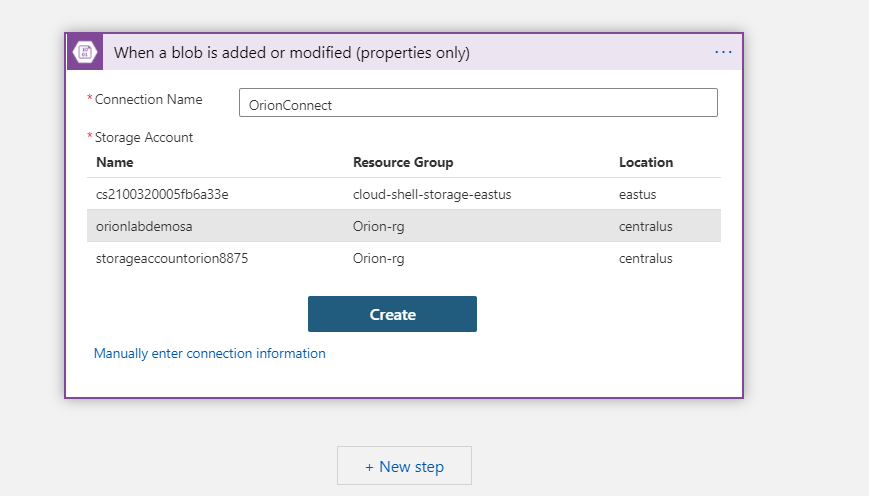 When a blob is added or modified (properties only)
...
* Connection Name
OrionConnect
* Storage Account
Name Resource Group Location
cs2100320005fb6a33e cloud-shell-storage-eastus eastus
orionlabdemosa Orion-rg centralus
storageaccountorion8875 Orion-rg centralus
Create
Manually enter connection information
+ New step